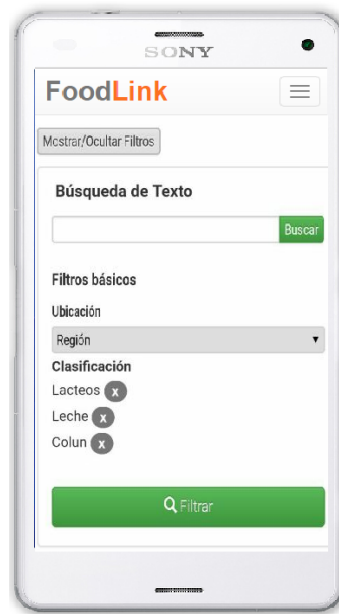 SONY
FoodLink
Mostrar/Ocultar Filtros
Búsqueda de Texto
Buscar
Filtros básicos
Ubicación
Región
Clasificación
Lacteos x
Leche x
Colun x
Filtrar